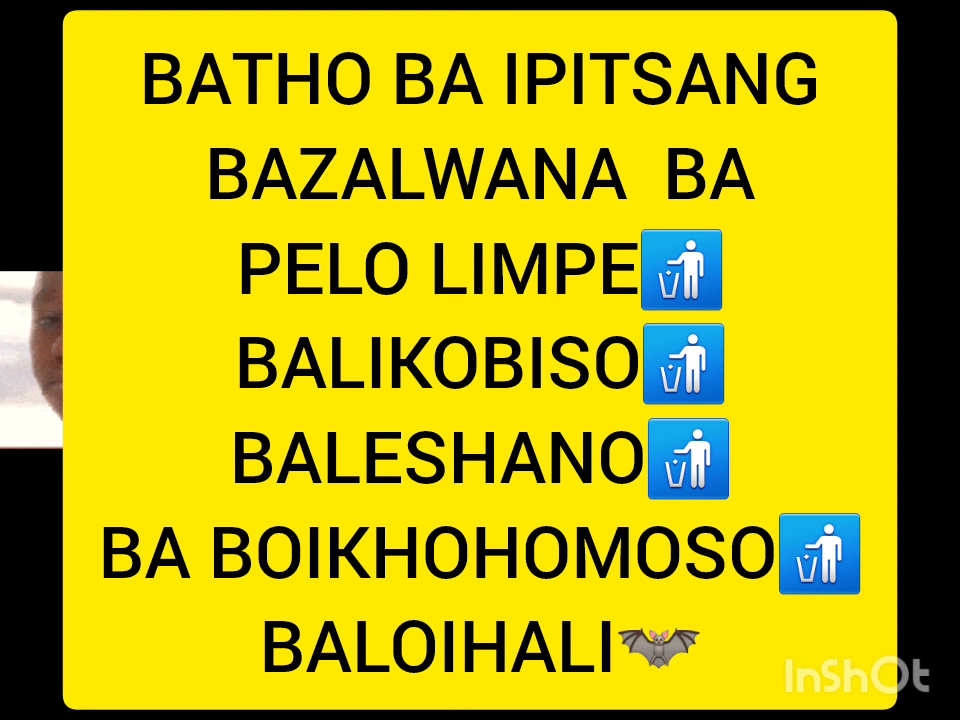 BATHO BA IPITSANG
BAZALWANA BA
PELO LIMPE🚮
BALIKOBISO🚮
BALESHANO🚮
BA BOIKHOHOMOSO🚮
BALOIHALI🦇
InShOt